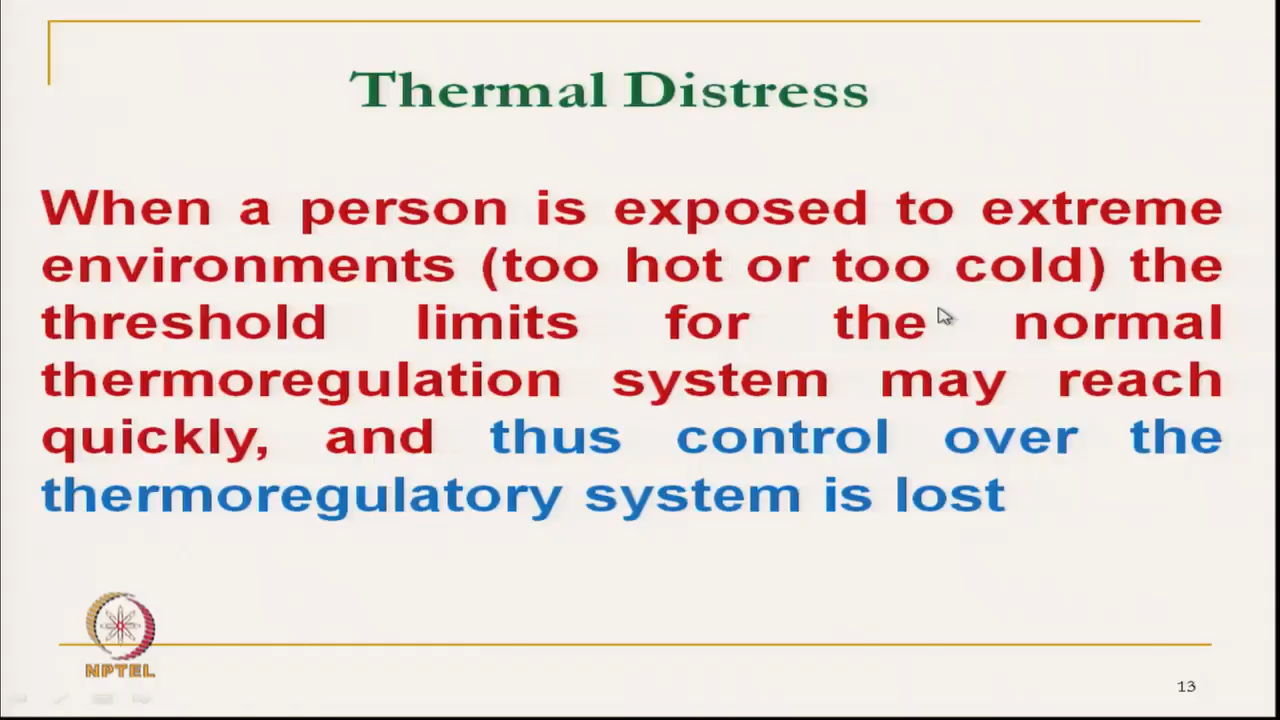 Thermal Distress
When a person is exposed to extreme
environments (too hot or too cold) the
threshold limits for the normal
thermoregulation system may reach
quickly, and thus control over the
thermoregulatory system is lost
NPTEL
13